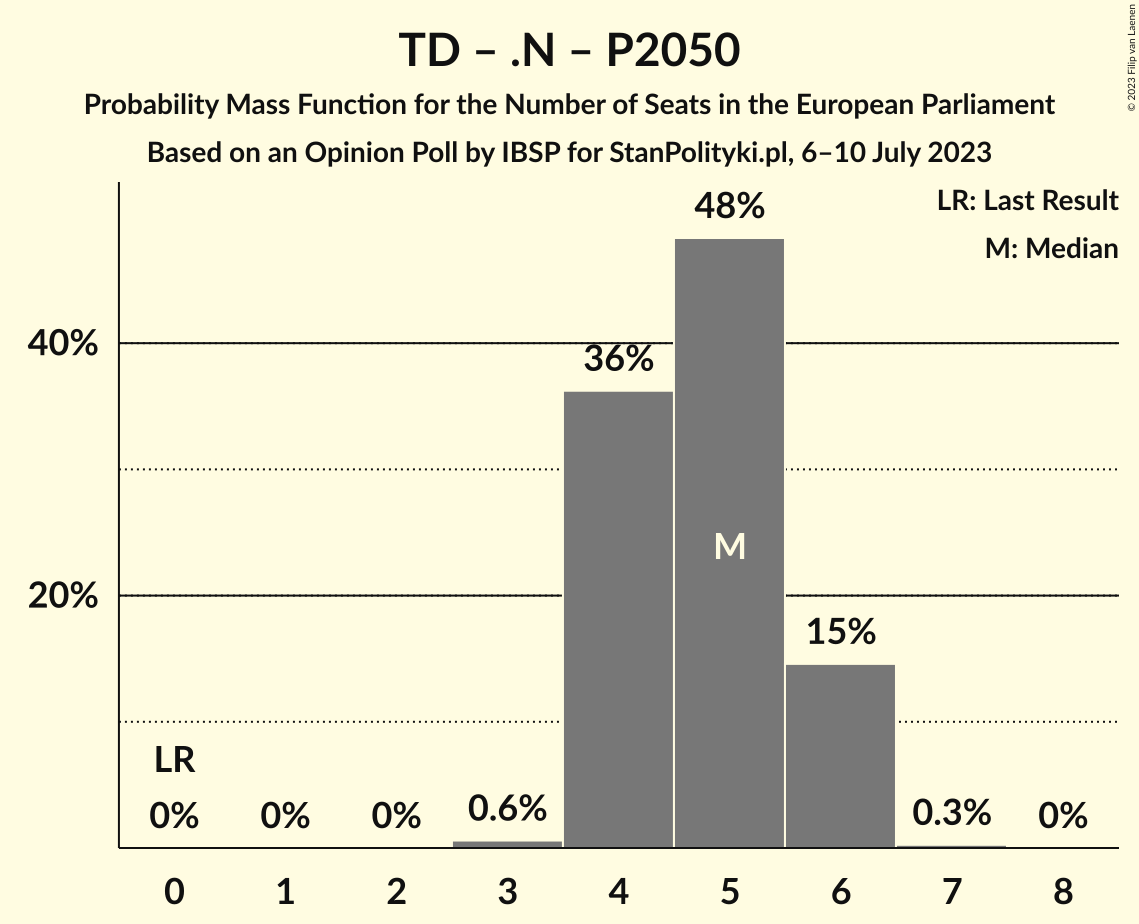 TD – .N – P2050
Probability Mass Function for the Number of Seats in the European Parliament
Based on an Opinion Poll by IBSP for StanPolityki.pl, 6–10 July 2023
© 2023 Filip van Laenen
LR: Last Result
M: Median
48%
40%
36%
M
20%
15%
LR
0%
0%
0%
0.6%
0.3%
0%
0 1 2 3 4 5 6 7 8